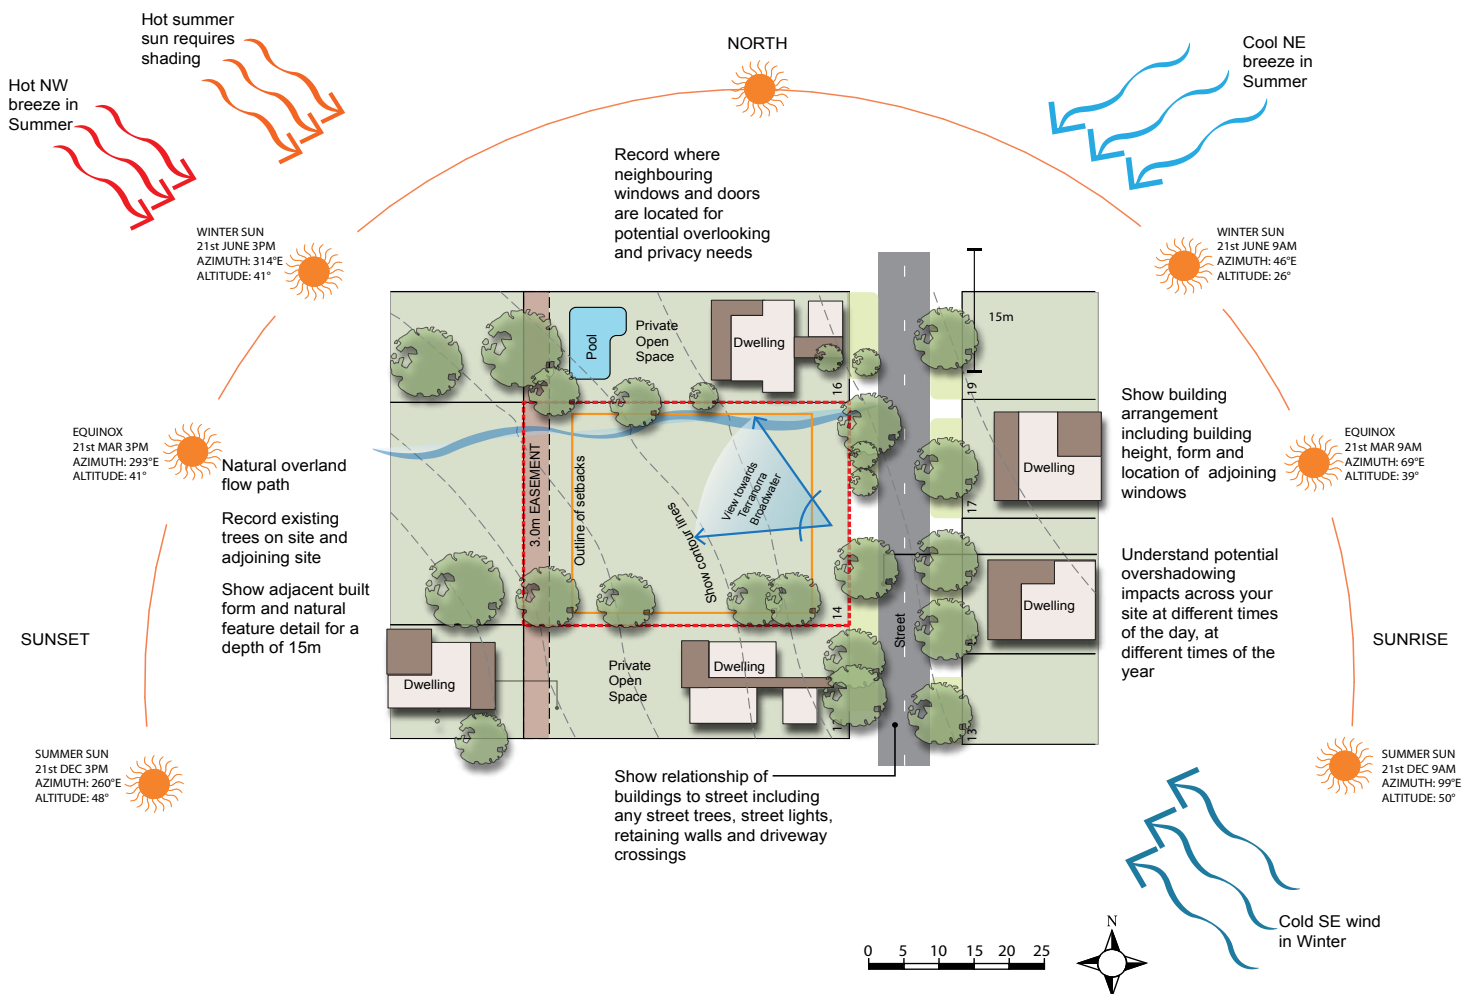 Hot summer
sun requires
shading
Hot NW
breeze in
Summer
NORTH
Cool NE
breeze in
Summer
Record where
neighbouring
windows and doors
are located for
potential overlooking
and privacy needs
WINTER SUN
21st JUNE 3PM
AZIMUTH: 314°E
ALTITUDE: 41°
WINTER SUN
21st JUNE 9AM
AZIMUTH: 46°E
ALTITUDE: 26°
15m
Pool
Private
Open
Space
Dwelling
16
19
EQUINOX
21st MAR 3PM
AZIMUTH: 293°E
ALTITUDE: 41°
Natural overland
flow path
Record existing
trees on site and
adjoining site
Show adjacent built
form and natural
feature detail for a
depth of 15m
3.0m EASEMENT
Outline of setbacks
Show contour lines
View towards
Terranorra
Broadwater
14
Street
Dwelling
17
Dwelling
Show building
arrangement
including building
height, form and
location of adjoining
windows
EQUINOX
21st MAR 9AM
AZIMUTH: 69°E
ALTITUDE: 39°
Understand potential
overshadowing
impacts across your
site at different times
of the day, at
different times of the
year
SUNSET
SUNRISE
Dwelling
Private
Open
Space
Dwelling
13
SUMMER SUN
21st DEC 3PM
AZIMUTH: 260°E
ALTITUDE: 48°
SUMMER SUN
21st DEC 9AM
AZIMUTH: 99°E
ALTITUDE: 50°
Show relationship of
buildings to street including
any street trees, street lights,
retaining walls and driveway
crossings
Cold SE wind
in Winter
N
0 5 10 15 20 25